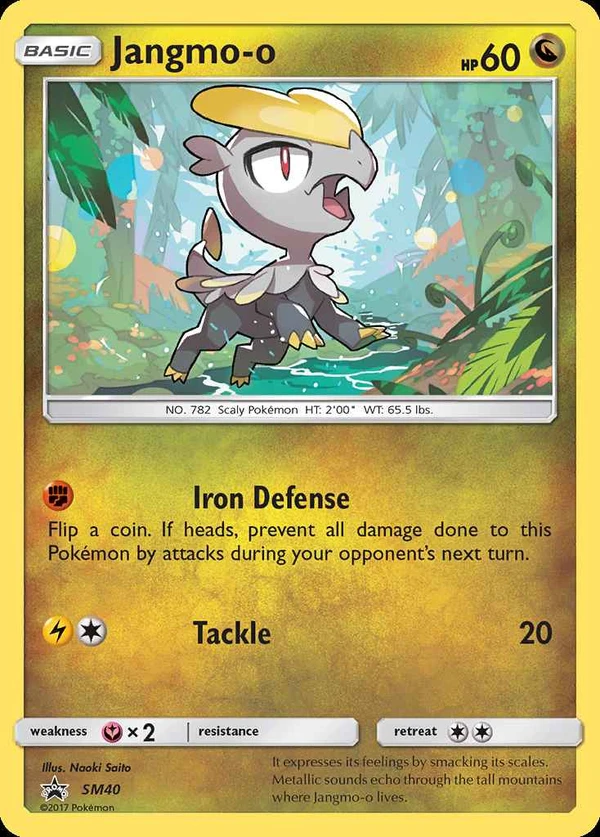 BASIC Jangmo-o HP 60
NO. 782 Scaly Pokémon HT: 2'00" WT: 65.5 lbs.
Iron Defense
Flip a coin. If heads, prevent all damage done to this
Pokémon by attacks during your opponent's next turn.
Tackle 20
weakness ×2 resistance retreat
Illus. Naoki Saito
It expresses its feelings by smacking its scales.
Metallic sounds echo through the tall mountains
where Jangmo-o lives.
PROMO SM40
©2017 Pokémon